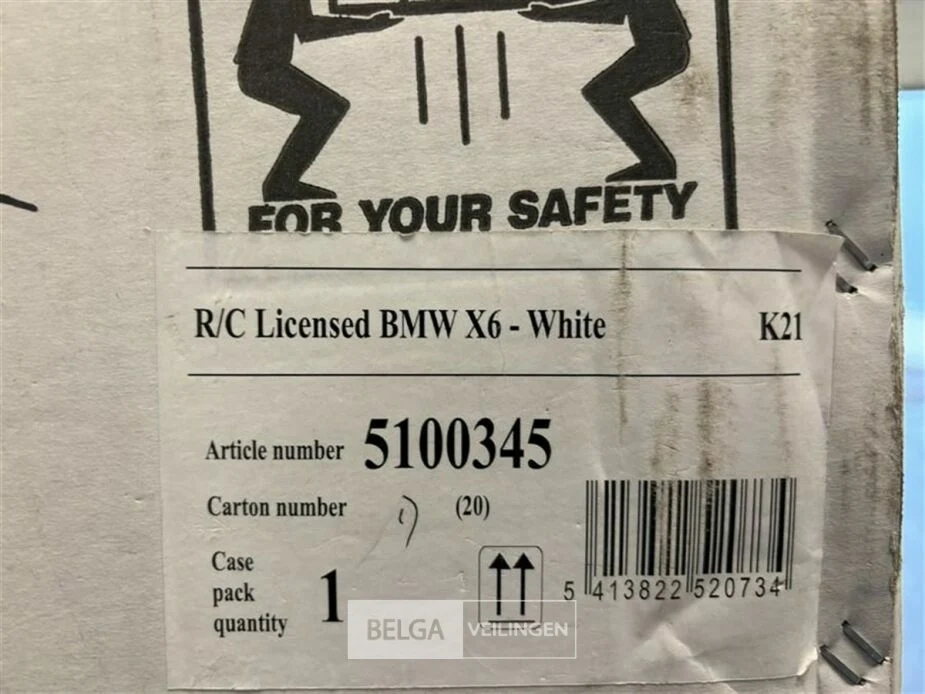 FOR YOUR SAFETY
R/C Licensed BMW X6 - White K21
Article number 5100345
Carton number (20)
Case
pack
quantity 1
5 413822 520734
BELGA VEILINGEN